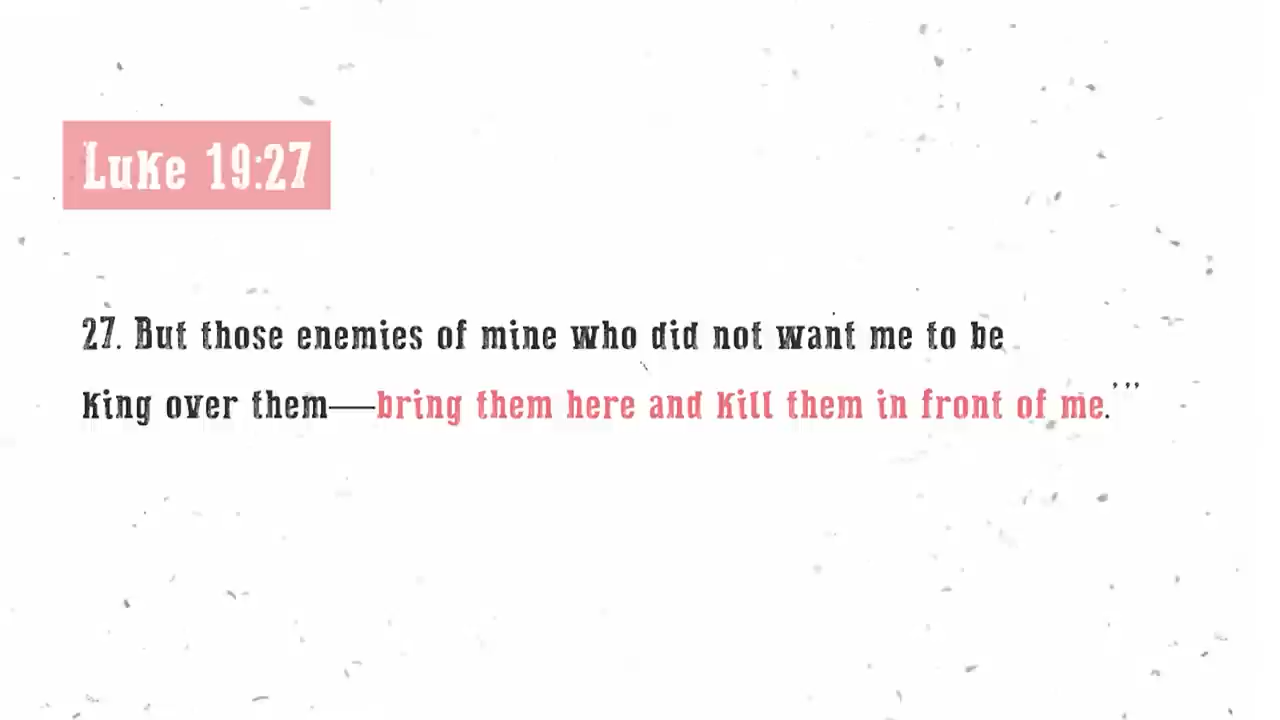 Luke 19:27
27. But those enemies of mine who did not want me to be
king over them—bring them here and kill them in front of me.'"